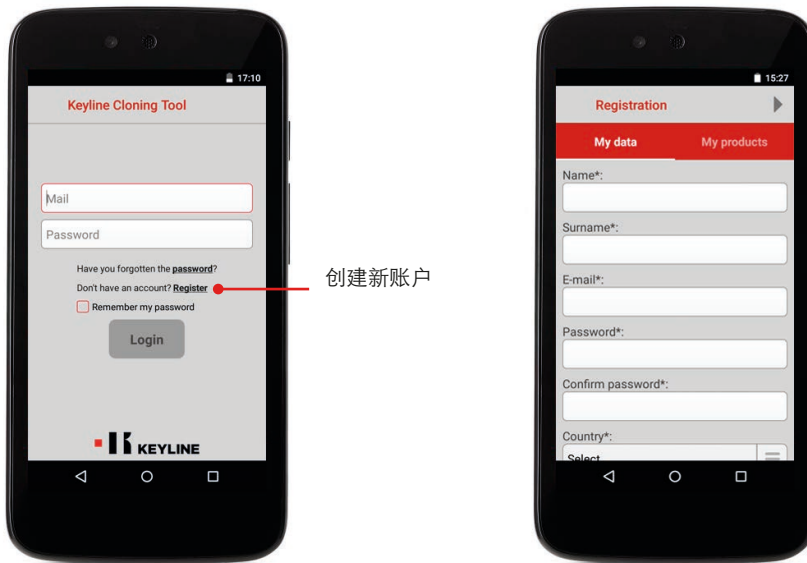 17:10
Keyline Cloning Tool
Mail
Password
Have you forgotten the password?
Don't have an account? Register
Remember my password
Login
KEYLINE
创建新账户
15:27
Registration
My data
My products
Name*:
Surname*:
E-mail*:
Password*:
Confirm password*:
Country*:
Select